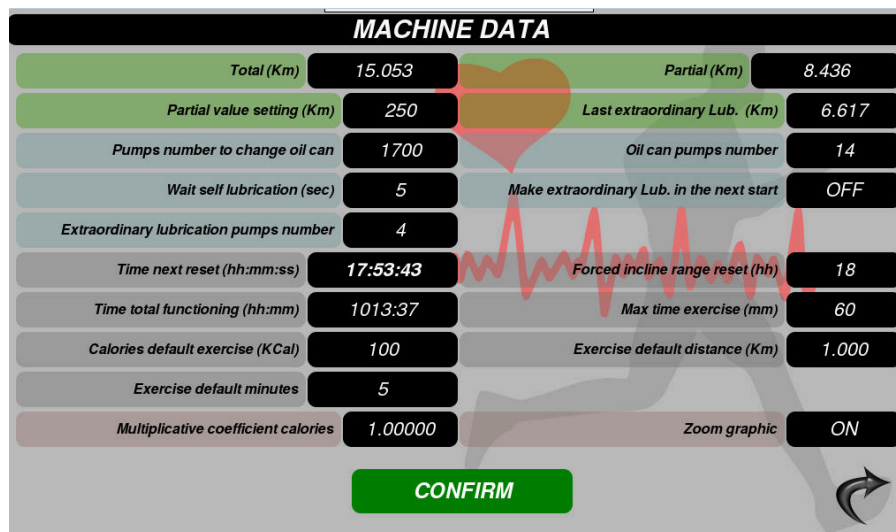 MACHINE DATA
Total (Km) 15.053 Partial (Km) 8.436
Partial value setting (Km) 250 Last extraordinary Lub. (Km) 6.617
Pumps number to change oil can 1700 Oil can pumps number 14
Wait self lubrication (sec) 5 Make extraordinary Lub. in the next start OFF
Extraordinary lubrication pumps number 4
Time next reset (hh:mm:ss) 17:53:43 Forced incline range reset (hh) 18
Time total functioning (hh:mm) 1013:37 Max time exercise (mm) 60
Calories default exercise (KCal) 100 Exercise default distance (Km) 1.000
Exercise default minutes 5
Multiplicative coefficient calories 1.00000 Zoom graphic ON
CONFIRM